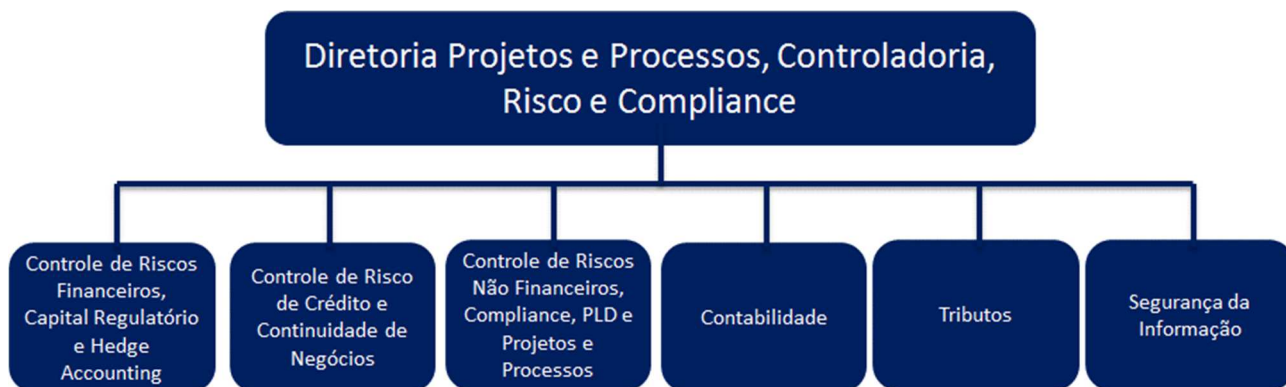 Diretoria Projetos e Processos, Controladoria,
Risco e Compliance
Controle de Riscos
Financeiros,
Capital Regulatório
e Hedge
Accounting
Controle de Risco
de Crédito e
Continuidade de
Negócios
Controle de Riscos
Não Financeiros,
Compliance, PLD e
Projetos e
Processos
Contabilidade
Tributos
Segurança da
Informação